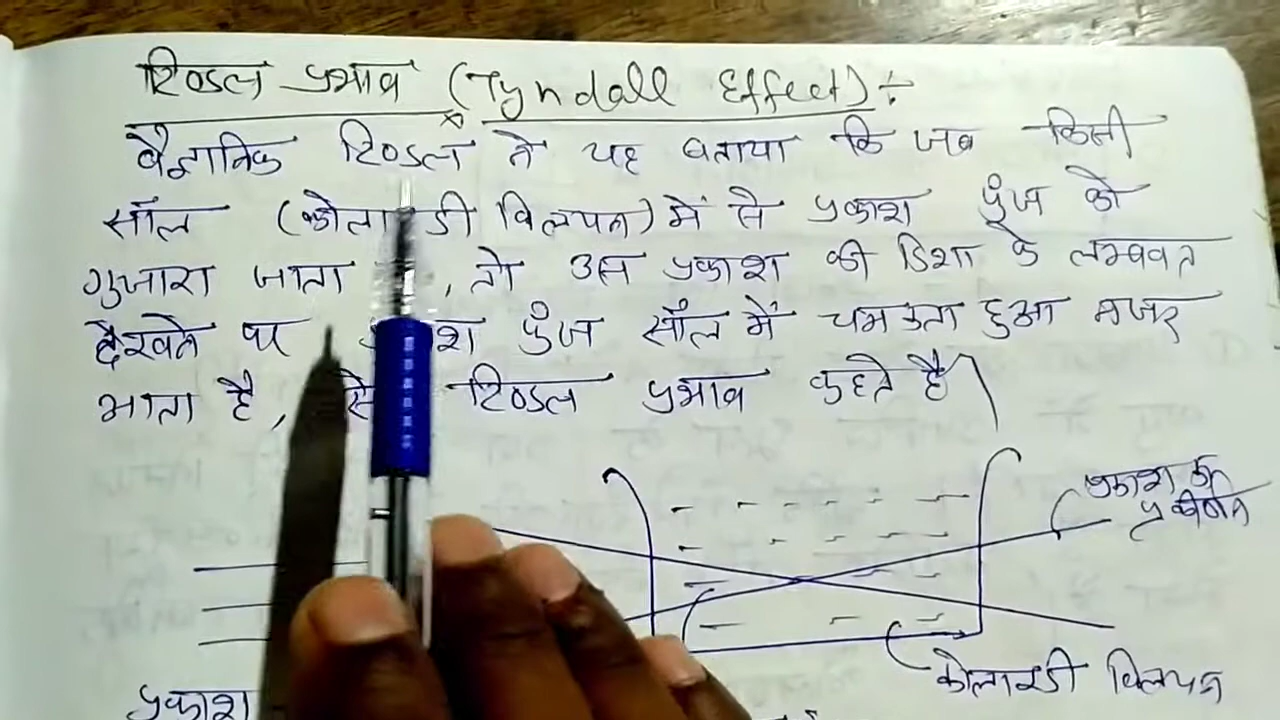 टिण्डल प्रभाव (Tyndall Effect) ÷
वैज्ञानिक टिण्डल ने यह बताया कि जब किसी
सॉल (कोला डी विलयन) में से प्रकाश पुंज को
गुजारा जाता , तो उस प्रकाश की दिशा के लम्बवत
देखने पर श पुंज सॉल में चमकता हुआ नजर
आता है, से टिण्डल प्रभाव कहते है
प्रकाश का
प्रकीर्णन
कोलाइडी विलयन
प्रकाश